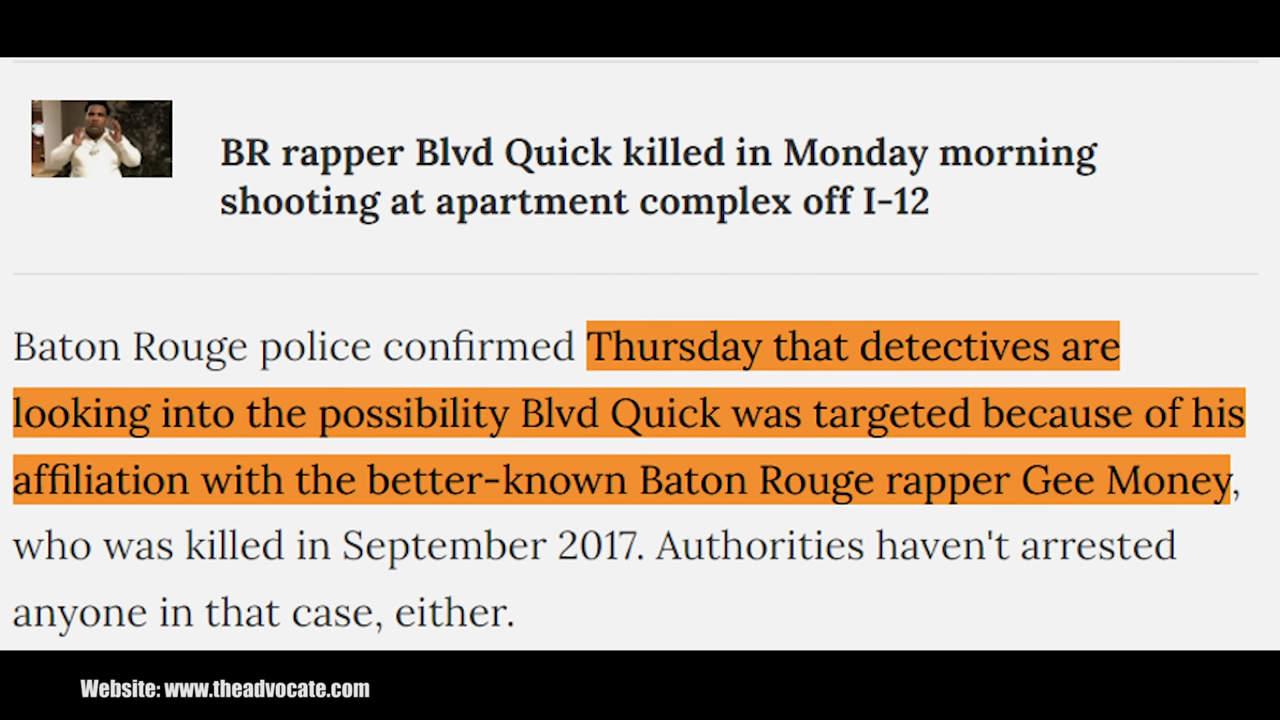 BR rapper Blvd Quick killed in Monday morning
shooting at apartment complex off I-12
Baton Rouge police confirmed Thursday that detectives are
looking into the possibility Blvd Quick was targeted because of his
affiliation with the better-known Baton Rouge rapper Gee Money,
who was killed in September 2017. Authorities haven't arrested
anyone in that case, either.
Website: www.theadvocate.com